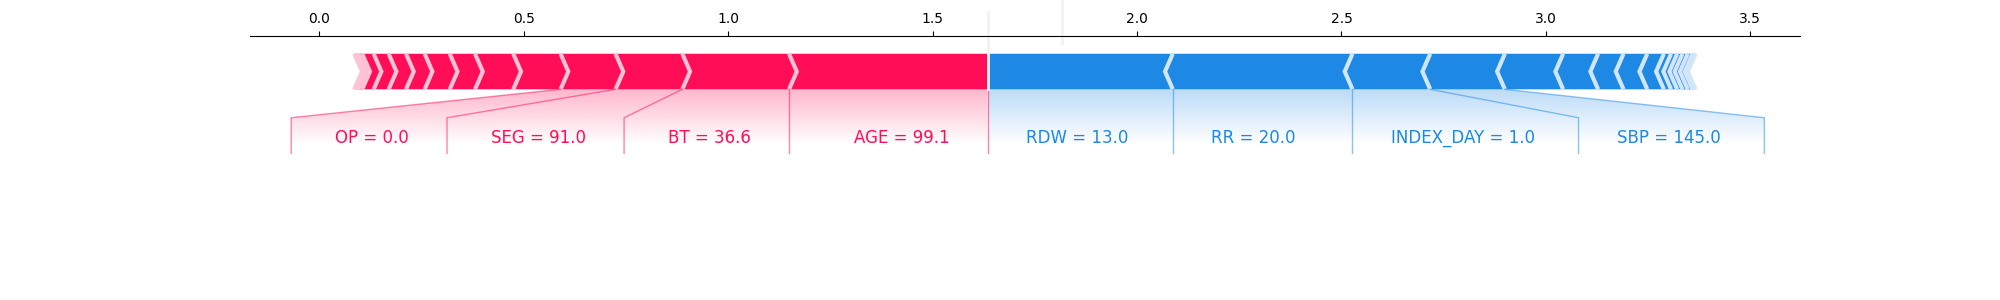 0.0 0.5 1.0 1.5 2.0 2.5 3.0 3.5
OP = 0.0 SEG = 91.0 BT = 36.6 AGE = 99.1 RDW = 13.0 RR = 20.0 INDEX_DAY = 1.0 SBP = 145.0